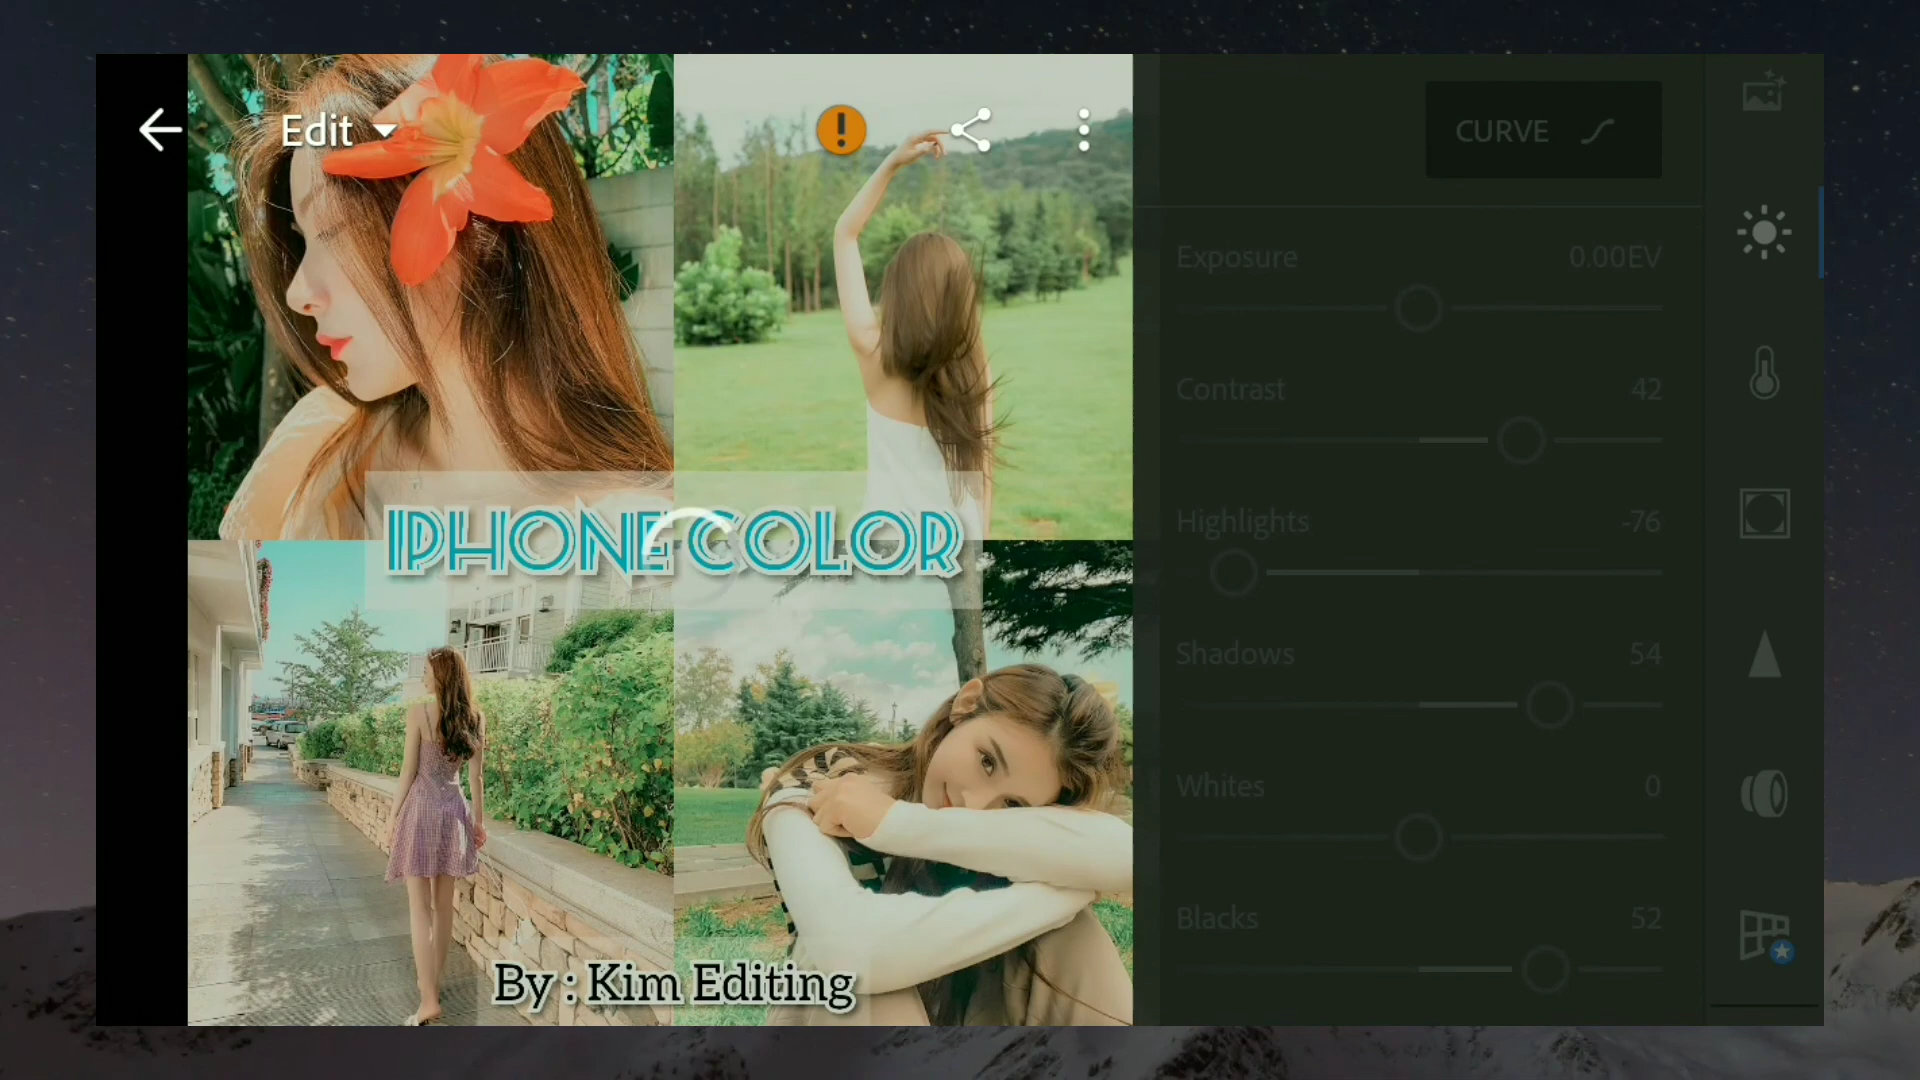 Edit
CURVE
Exposure 0.00EV
Contrast 42
Highlights -76
Shadows 54
Whites 0
Blacks 52
IPHONE COLOR
By : Kim Editing